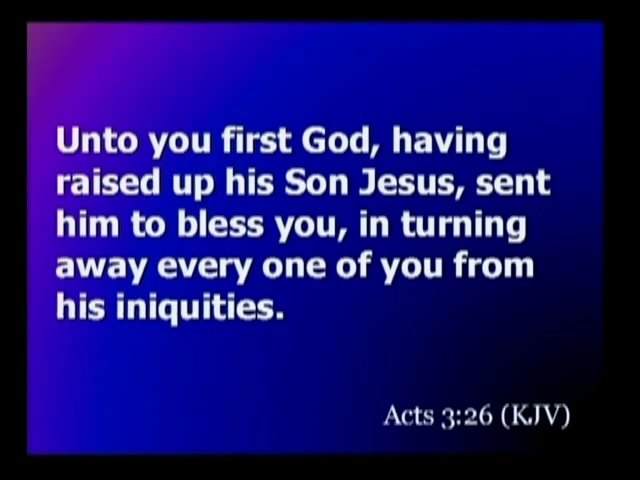 Unto you first God, having
raised up his Son Jesus, sent
him to bless you, in turning
away every one of you from
his iniquities.
Acts 3:26 (KJV)